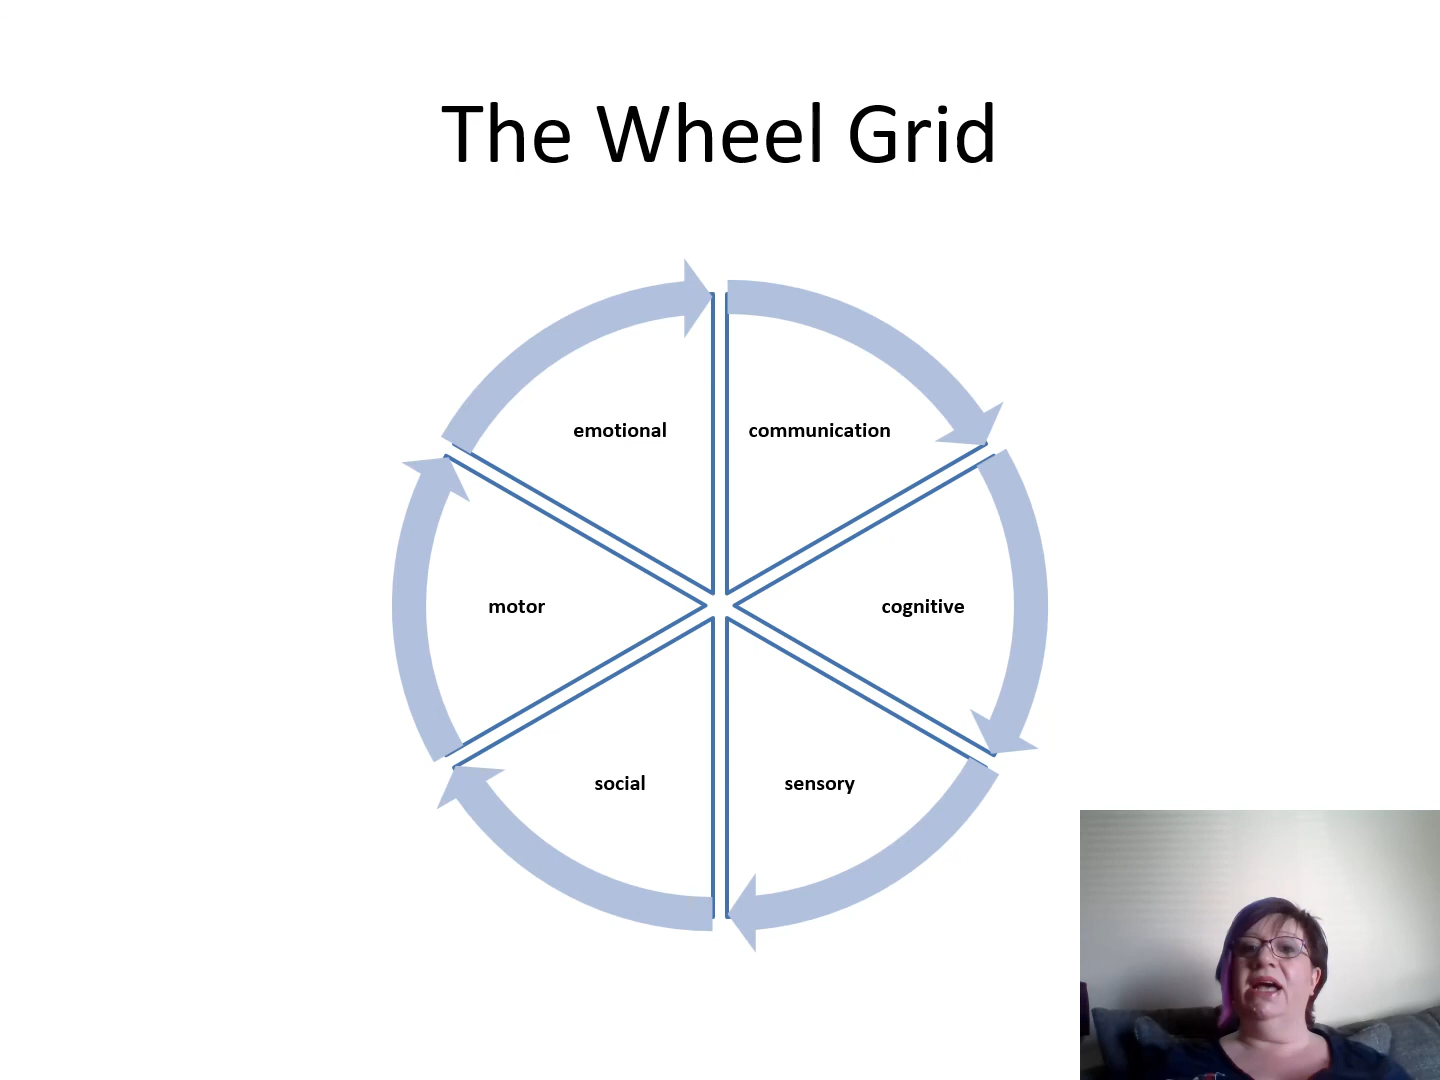 The Wheel Grid
emotional
communication
motor
cognitive
social
sensory